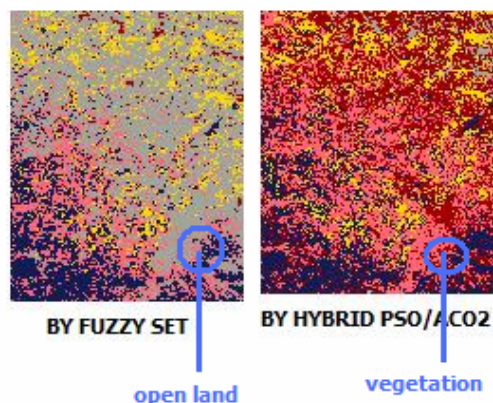 BY FUZZY SET
BY HYBRID PSO/ACO2
open land
vegetation